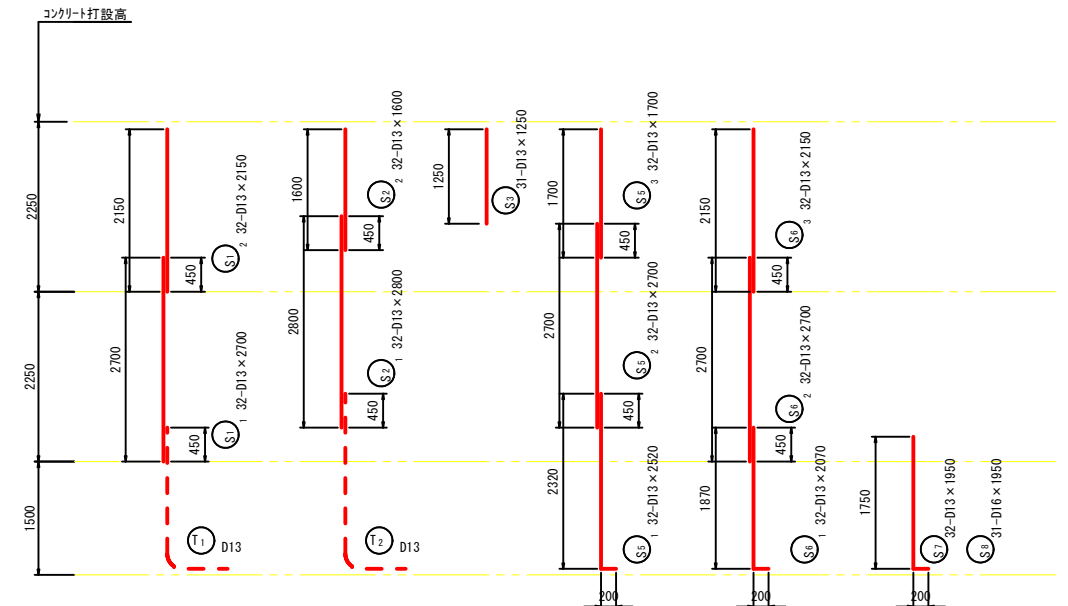 コンクリート打設高
2250
2250
1500
2150
2700
450
450
S1 2 32-D13×2150
S1 1 32-D13×2700
T1 D13
1600
2800
450
450
S2 2 32-D13×1600
S2 1 32-D13×2800
T2 D13
1250
S3 31-D13×1250
1700
2700
2320
450
450
200
S5 3 32-D13×1700
S5 2 32-D13×2700
S5 1 32-D13×2520
2150
2700
1870
450
450
200
S6 3 32-D13×2150
S6 2 32-D13×2700
S6 1 32-D13×2070
1750
200
S7 32-D13×1950
S8 31-D16×1950